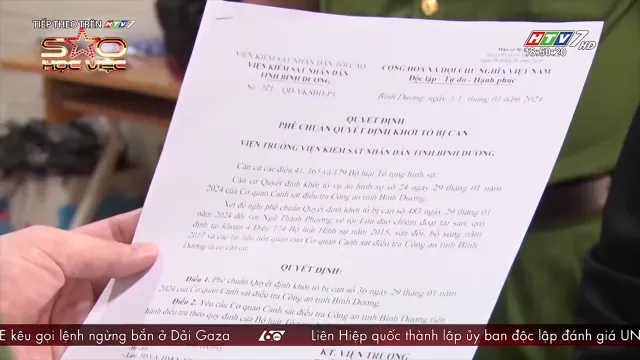 TIẾP THEO TRÊN HTV7
SAO
HỌC VIỆC
HTV7 HD
18:50:20
VIỆN KIỂM SÁT NHÂN DÂN TỐI CAO
VIỆN KIỂM SÁT NHÂN DÂN
TỈNH BÌNH DƯƠNG
CỘNG HOÀ XÃ HỘI CHỦ NGHĨA VIỆT NAM
Độc lập - Tự do - Hạnh phúc
Số: QĐ-VKSBD-P1
Bình Dương, ngày 31 tháng 01 năm 2024
QUYẾT ĐỊNH
PHÊ CHUẨN QUYẾT ĐỊNH KHỞI TỐ BỊ CAN
VIỆN TRƯỞNG VIỆN KIỂM SÁT NHÂN DÂN TỈNH BÌNH DƯƠNG
Căn cứ các điều 41, 165 và 179 Bộ luật Tố tụng hình sự;
Căn cứ Quyết định khởi tố vụ án hình sự số 24 ngày 29 tháng 01 năm
2024 của Cơ quan Cảnh sát điều tra Công an tỉnh Bình Dương;
Xét đề nghị phê chuẩn Quyết định khởi tố bị can số 485 ngày 29 tháng 01
năm 2024 đối với Ngô Thanh Phương về tội Lừa đảo chiếm đoạt tài sản, quy
định tại khoản 4 Điều 174 Bộ luật Hình sự năm 2015, sửa đổi, bổ sung năm
2017 và các tài liệu liên quan của Cơ quan Cảnh sát điều tra Công an tỉnh Bình
Dương là có căn cứ,
QUYẾT ĐỊNH:
Điều 1. Phê chuẩn Quyết định khởi tố bị can số 36 ngày 29 tháng 01 năm
2024 của Cơ quan Cảnh sát điều tra Công an tỉnh Bình Dương.
Điều 2. Yêu cầu Cơ quan Cảnh sát điều tra Công an tỉnh Bình Dương tiến
hành điều tra theo quy định của Bộ luật Tố
KT. VIỆN TRƯỞNG
E kêu gọi lệnh ngừng bắn ở Dải Gaza
60
Liên Hiệp quốc thành lập ủy ban độc lập đánh giá UN